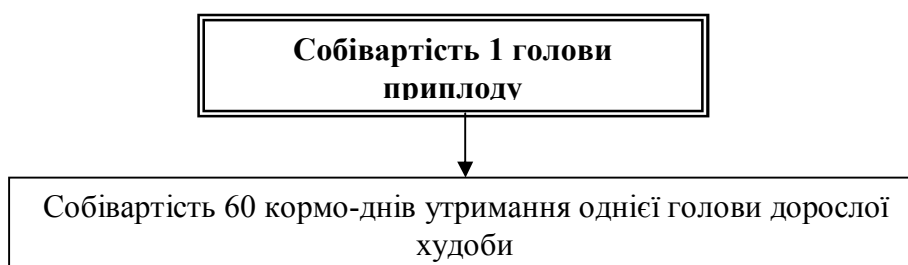 Собівартість 1 голови
приплоду
Собівартість 60 кормо-днів утримання однієї голови дорослої
худоби